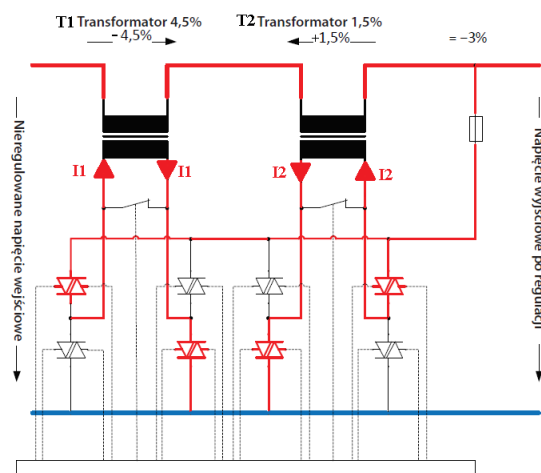 T1 Transformator 4,5%
– 4,5%
T2 Transformator 1,5%
+1,5%
= –3%
Nieregulowane napięcie wejściowe
I1
I1
I2
I2
Napięcie wyjściowe po regulacji